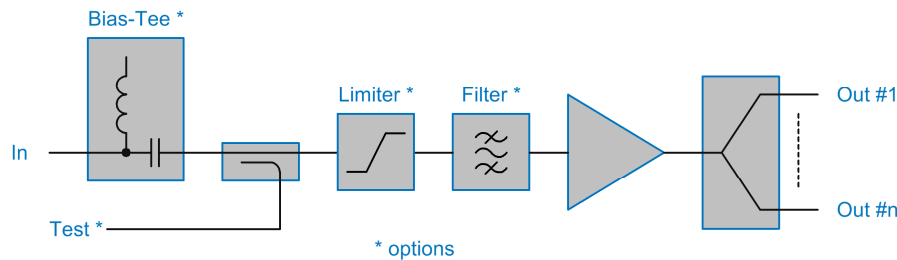 Bias-Tee *
Limiter *
Filter *
Out #1
In
Out #n
Test *
* options